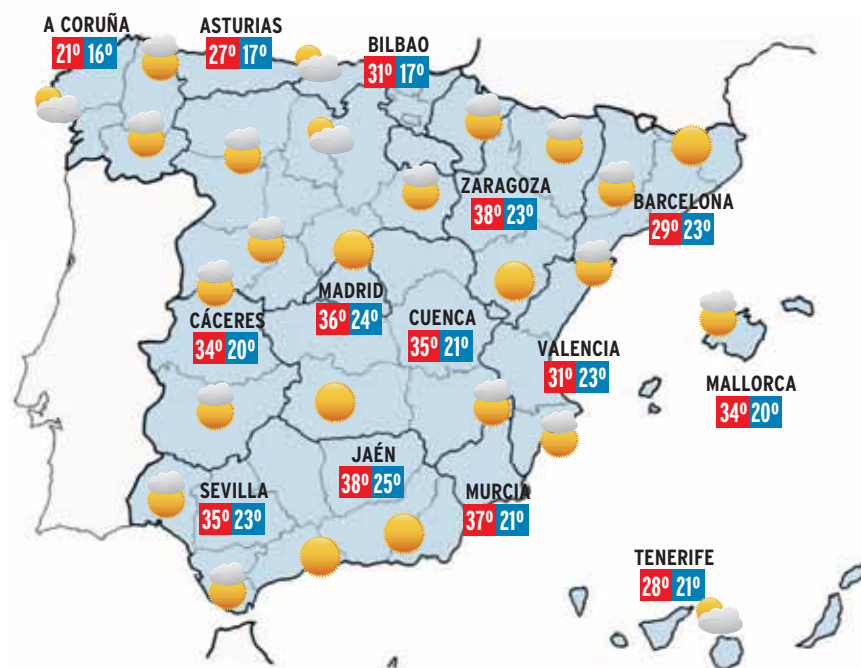 A CORUÑA
21º 16º
ASTURIAS
27º 17º
BILBAO
31º 17º
ZARAGOZA
38º 23º
BARCELONA
29º 23º
MADRID
36º 24º
CÁCERES
34º 20º
CUENCA
35º 21º
VALENCIA
31º 23º
MALLORCA
34º 20º
JAÉN
38º 25º
SEVILLA
35º 23º
MURCIA
37º 21º
TENERIFE
28º 21º